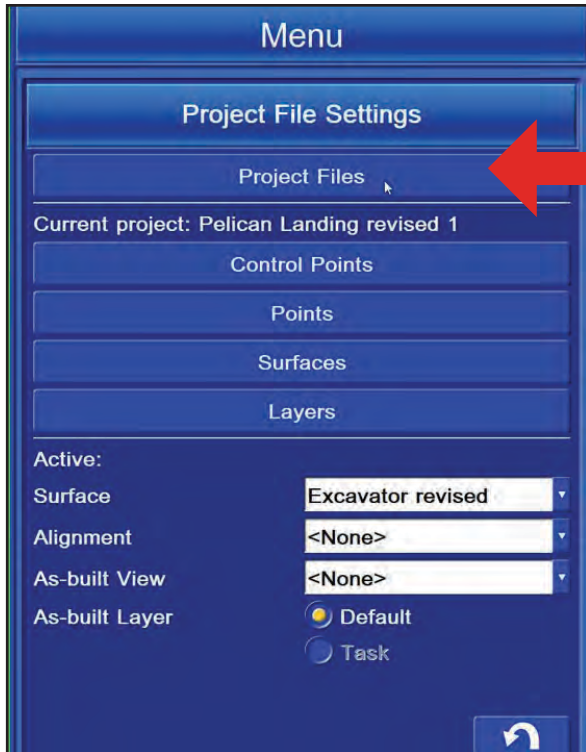 Menu
Project File Settings
Project Files
Current project: Pelican Landing revised 1
Control Points
Points
Surfaces
Layers
Active:
Surface Excavator revised
Alignment <None>
As-built View <None>
As-built Layer Default
Task